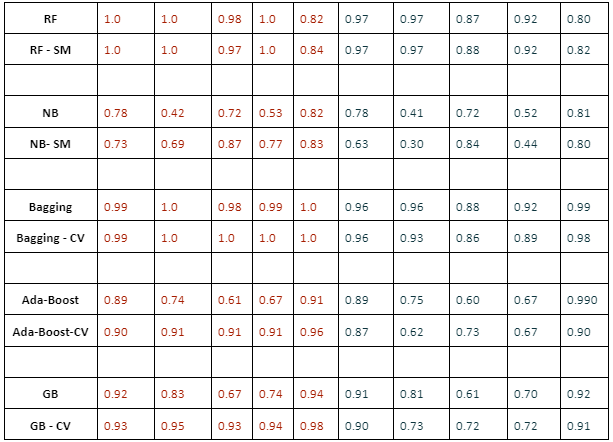 RF 1.0 1.0 0.98 1.0 0.82 0.97 0.97 0.87 0.92 0.80
RF - SM 1.0 1.0 0.97 1.0 0.84 0.97 0.97 0.88 0.92 0.82
NB 0.78 0.42 0.72 0.53 0.82 0.78 0.41 0.72 0.52 0.81
NB- SM 0.73 0.69 0.87 0.77 0.83 0.63 0.30 0.84 0.44 0.80
Bagging 0.99 1.0 0.98 0.99 1.0 0.96 0.96 0.88 0.92 0.99
Bagging - CV 0.99 1.0 1.0 1.0 1.0 0.96 0.93 0.86 0.89 0.98
Ada-Boost 0.89 0.74 0.61 0.67 0.91 0.89 0.75 0.60 0.67 0.990
Ada-Boost-CV 0.90 0.91 0.91 0.91 0.96 0.87 0.62 0.73 0.67 0.90
GB 0.92 0.83 0.67 0.74 0.94 0.91 0.81 0.61 0.70 0.92
GB - CV 0.93 0.95 0.93 0.94 0.98 0.90 0.73 0.72 0.72 0.91